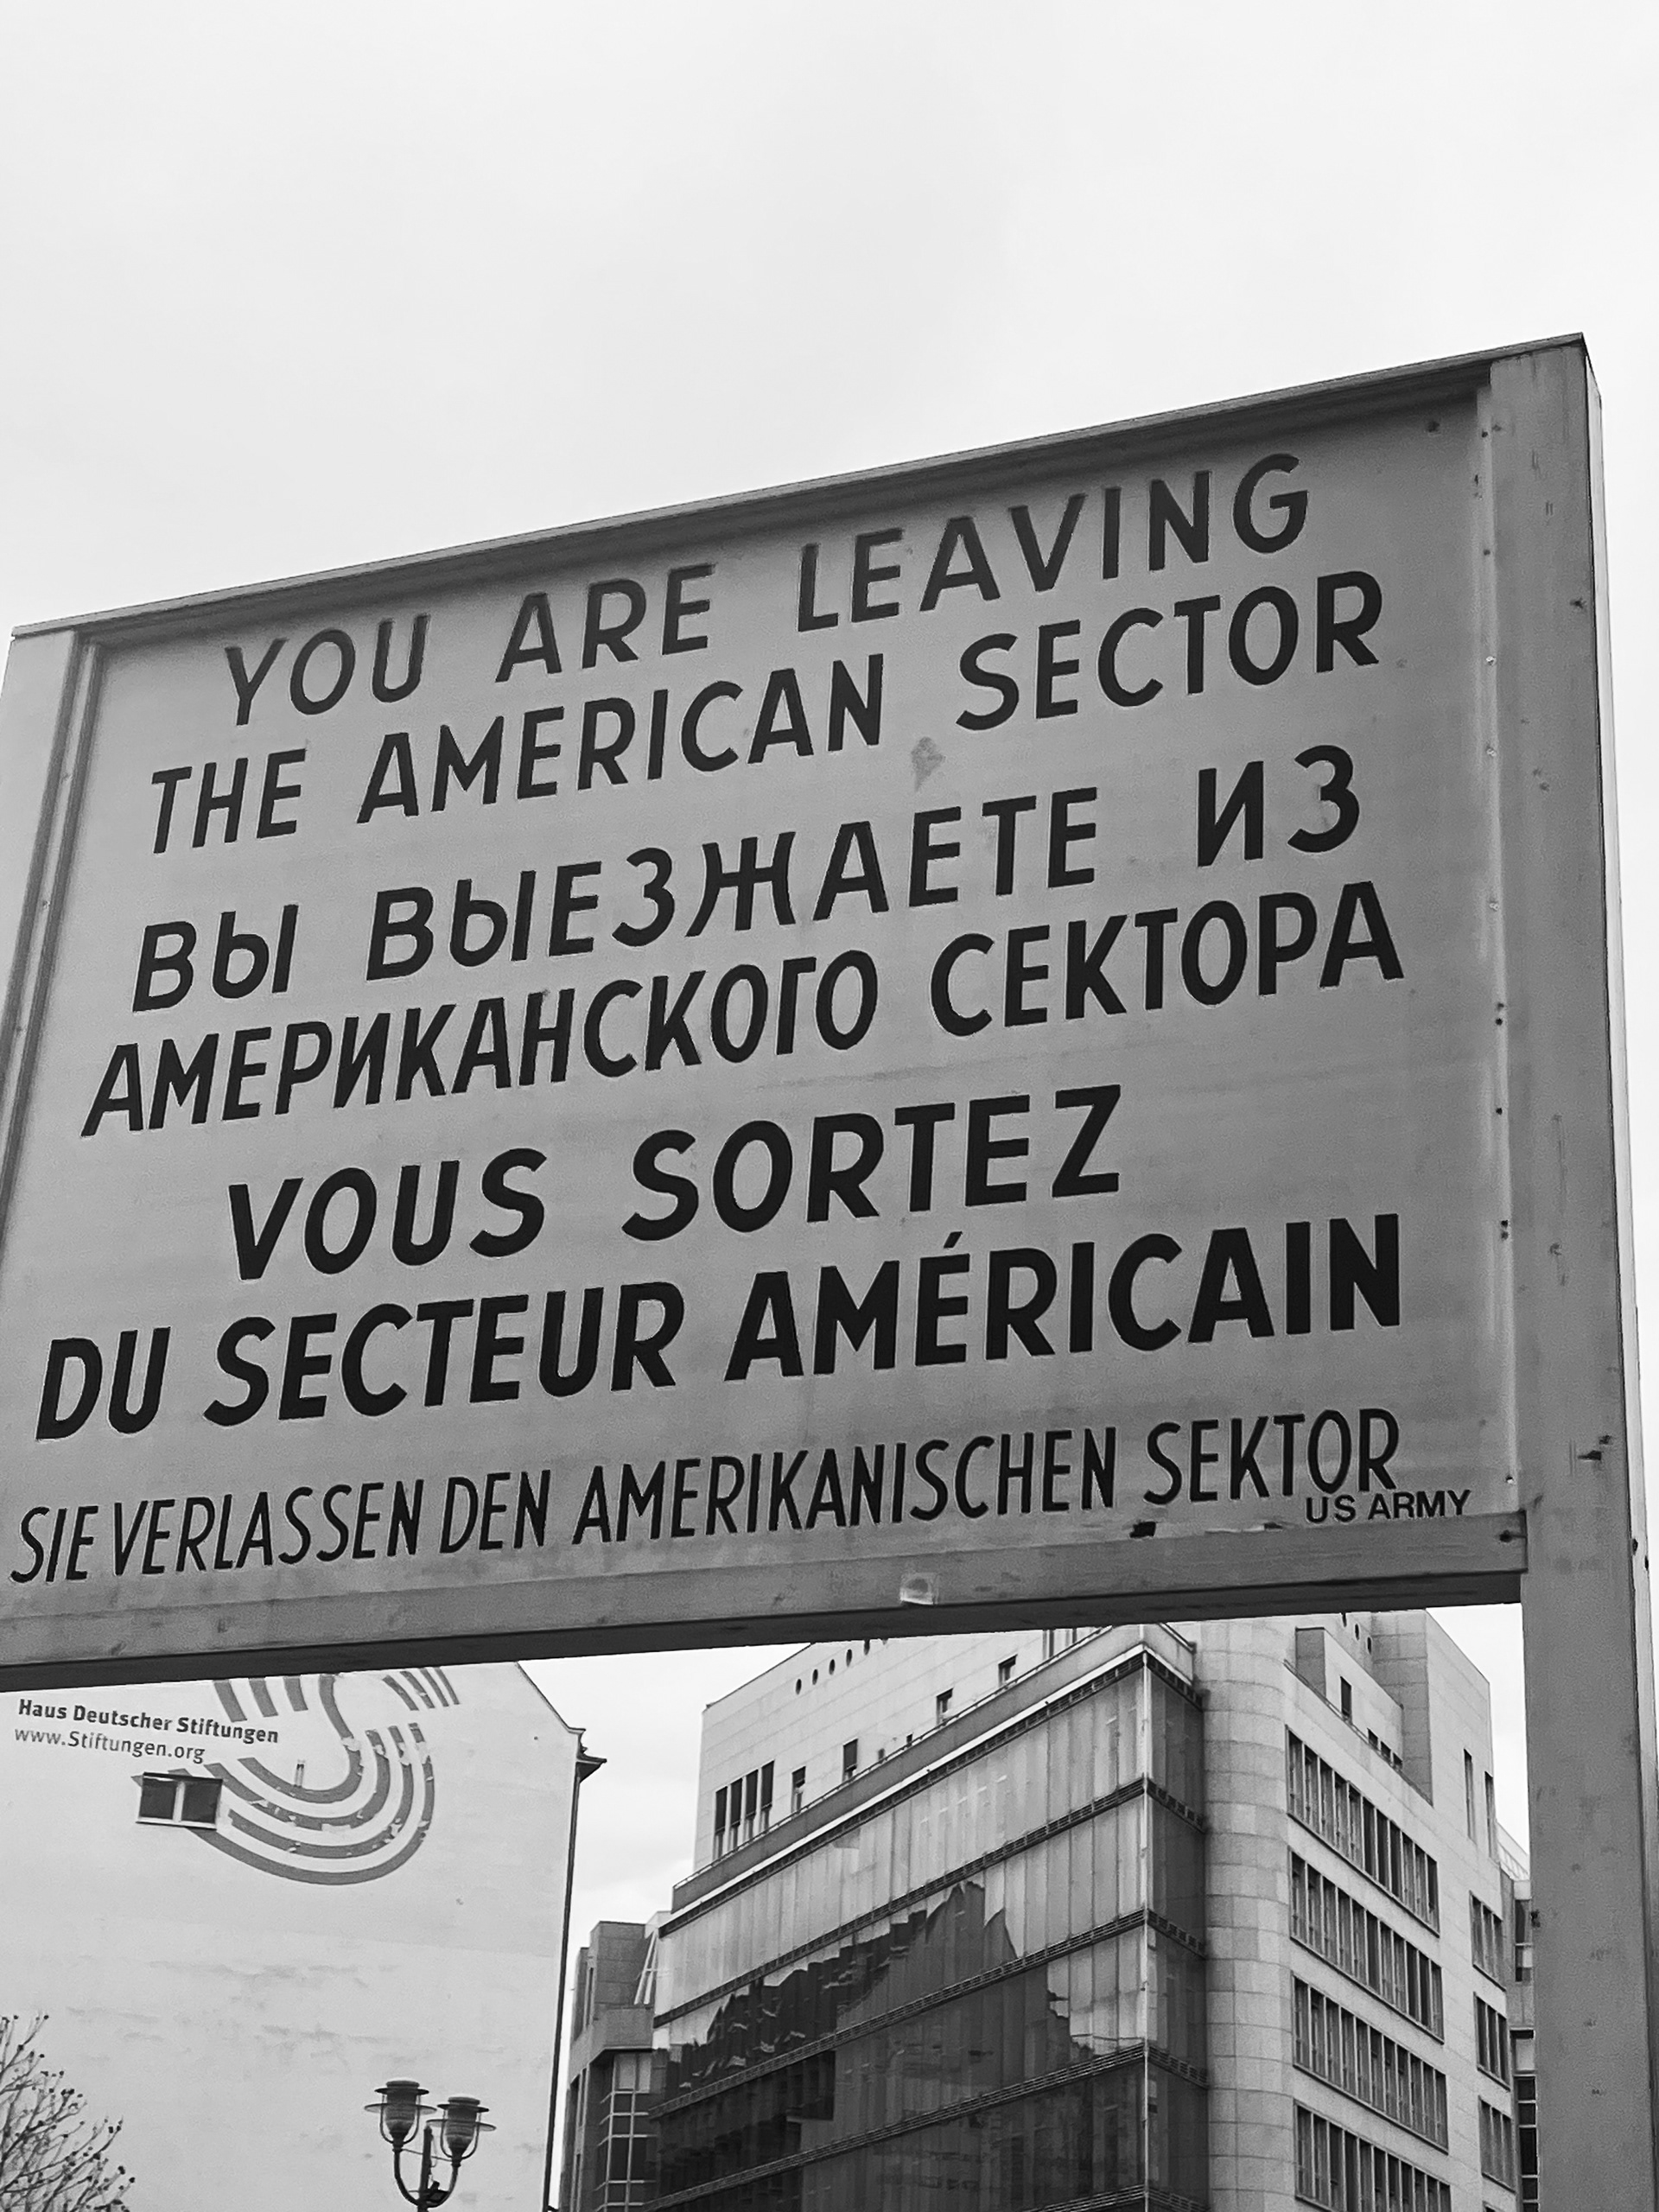 YOU ARE LEAVING
THE AMERICAN SECTOR
ВЫ ВЫЕЗЖАЕТЕ ИЗ
АМЕРИКАНСКОГО СЕКТОРА
VOUS SORTEZ
DU SECTEUR AMÉRICAIN
SIE VERLASSEN DEN AMERIKANISCHEN SEKTOR
US ARMY
Haus Deutscher Stiftungen
www.Stiftungen.org